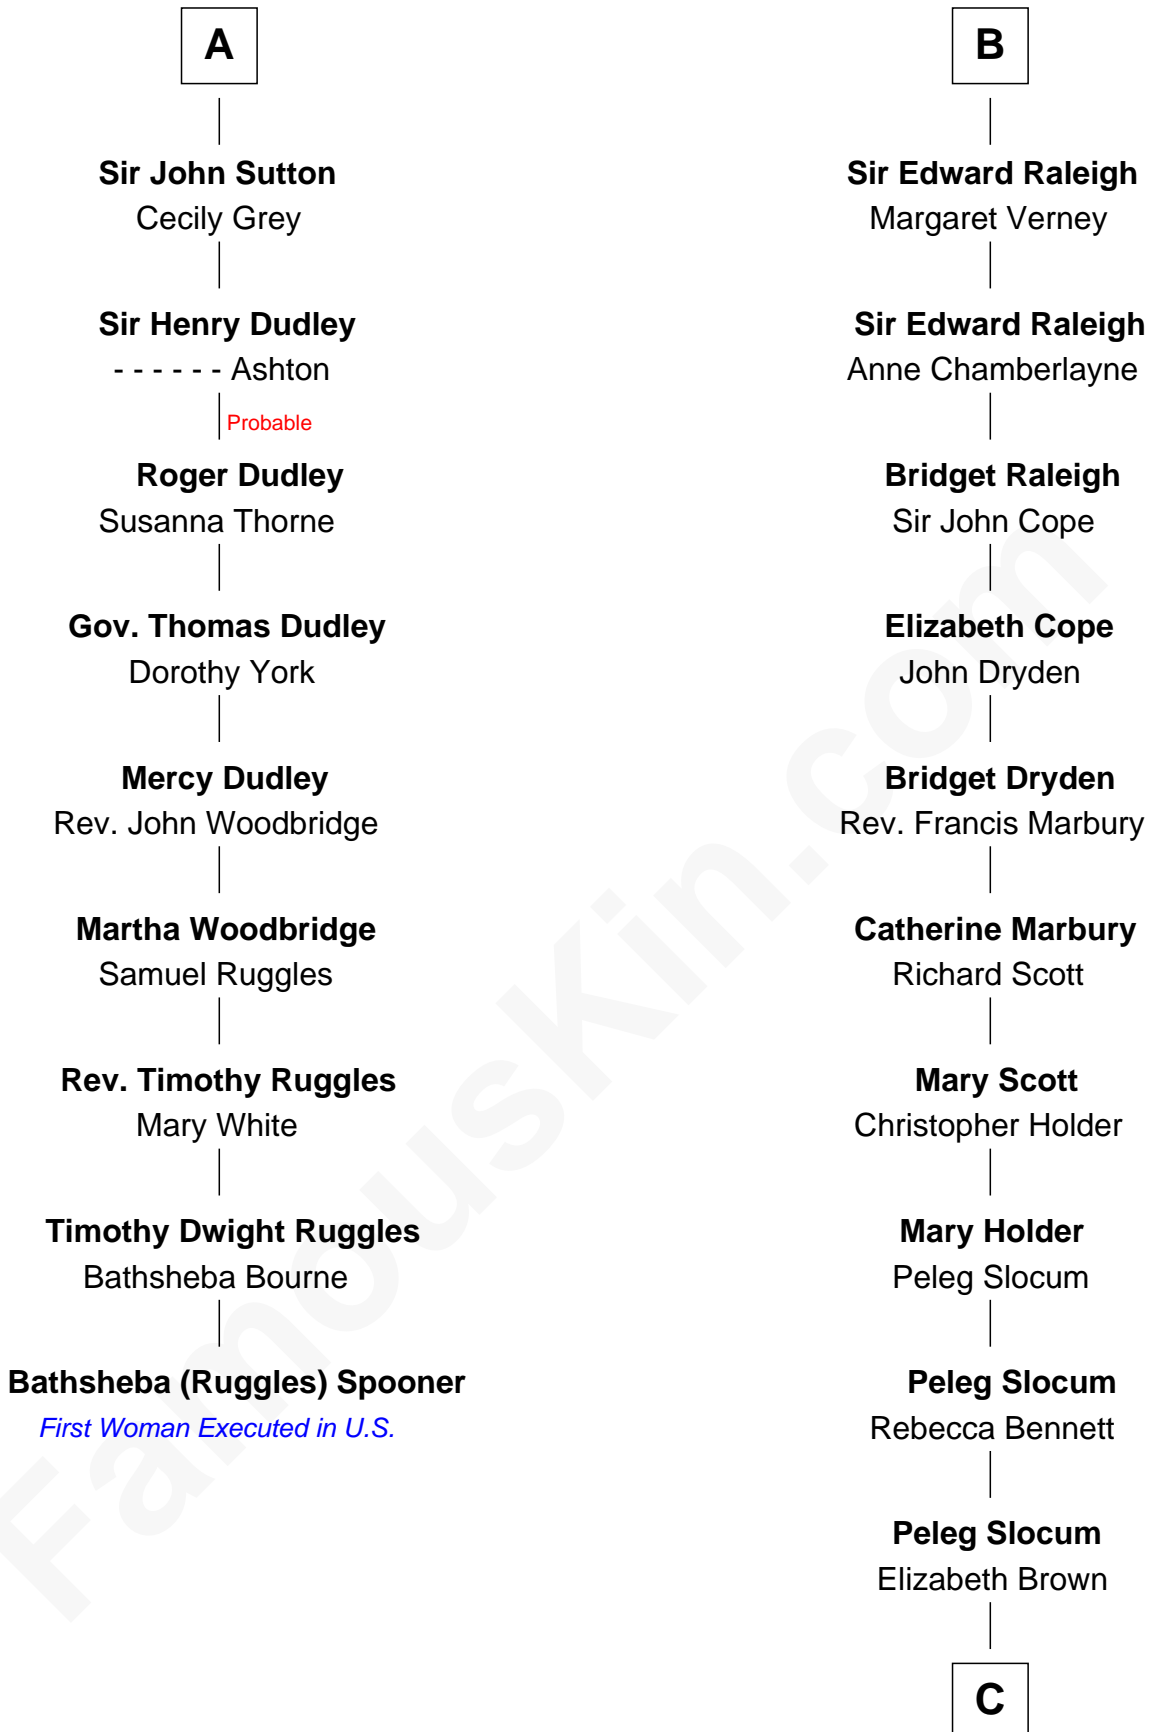 A
Sir John Sutton
Cecily Grey
Sir Henry Dudley
- - - - - - Ashton
Probable
Roger Dudley
Susanna Thorne
Gov. Thomas Dudley
Dorothy York
Mercy Dudley
Rev. John Woodbridge
Martha Woodbridge
Samuel Ruggles
Rev. Timothy Ruggles
Mary White
Timothy Dwight Ruggles
Bathsheba Bourne
Bathsheba (Ruggles) Spooner
First Woman Executed in U.S.
B
Sir Edward Raleigh
Margaret Verney
Sir Edward Raleigh
Anne Chamberlayne
Bridget Raleigh
Sir John Cope
Elizabeth Cope
John Dryden
Bridget Dryden
Rev. Francis Marbury
Catherine Marbury
Richard Scott
Mary Scott
Christopher Holder
Mary Holder
Peleg Slocum
Peleg Slocum
Rebecca Bennett
Peleg Slocum
Elizabeth Brown
C
FamousKin.com